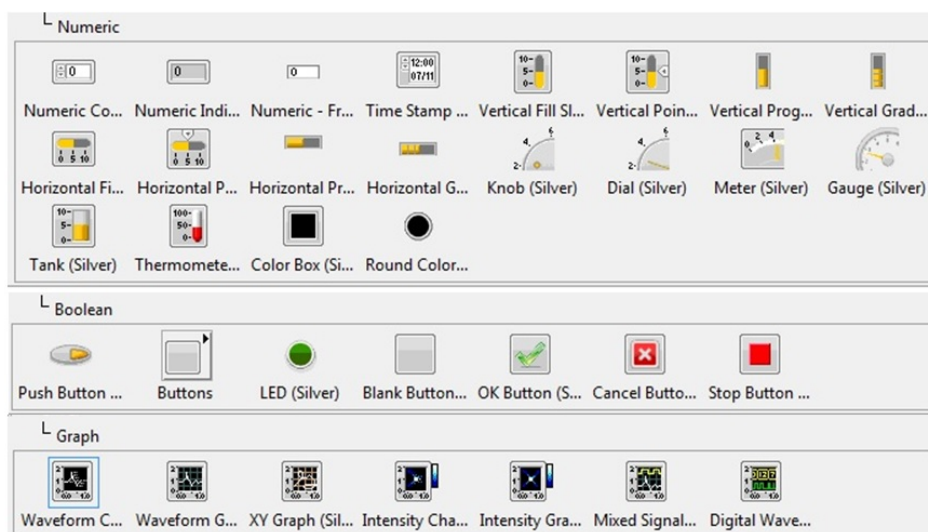 Numeric
Numeric Co... Numeric Indi... Numeric - Fr... Time Stamp ... Vertical Fill Sl... Vertical Poin... Vertical Prog... Vertical Grad...
Horizontal Fi... Horizontal P... Horizontal Pr... Horizontal G... Knob (Silver) Dial (Silver) Meter (Silver) Gauge (Silver)
Tank (Silver) Thermomete... Color Box (Si... Round Color...
Boolean
Push Button ... Buttons LED (Silver) Blank Button... OK Button (S... Cancel Butto... Stop Button ...
Graph
Waveform C... Waveform G... XY Graph (Sil... Intensity Cha... Intensity Gra... Mixed Signal... Digital Wave...